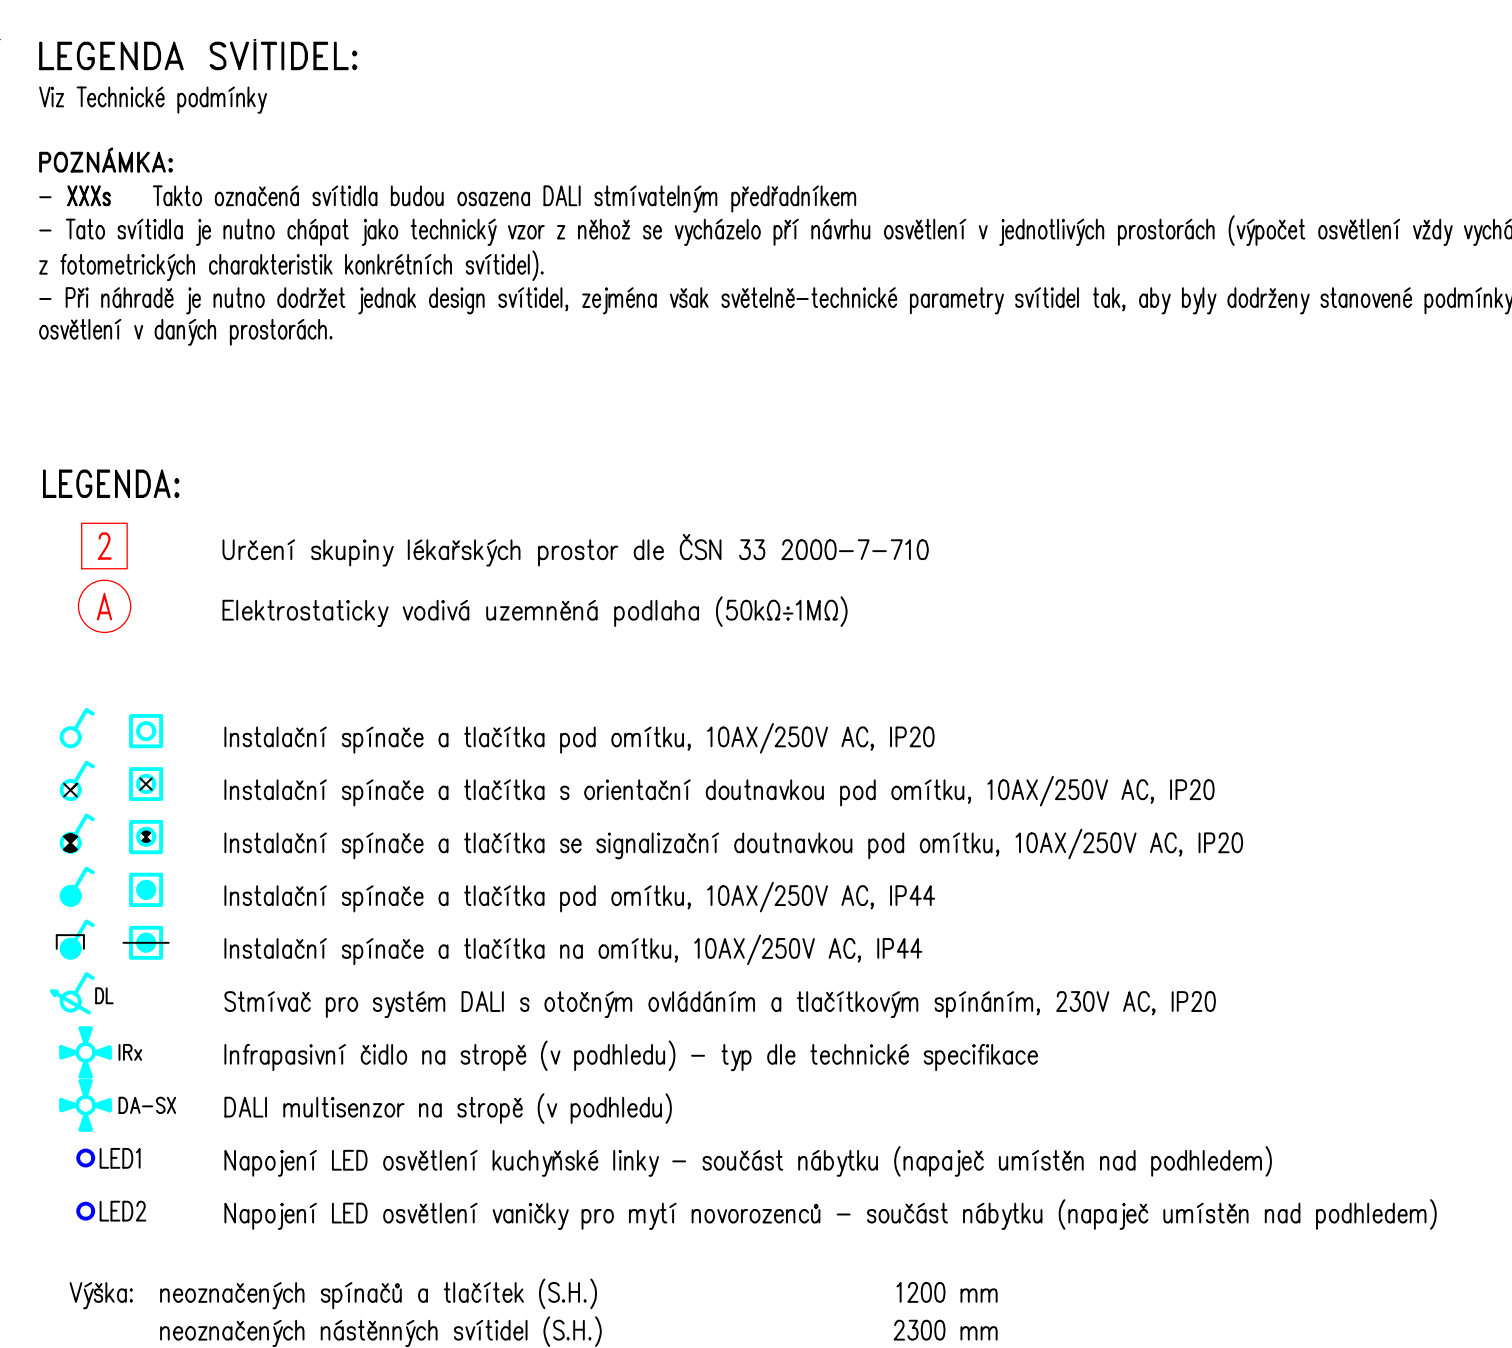 LEGENDA SVÍTIDEL:
Viz Technické podmínky
POZNÁMKA:
– XXXs Takto označená svítidla budou osazena DALI stmívatelným předřadníkem
– Tato svítidla je nutno chápat jako technický vzor z něhož se vycházelo pří návrhu osvětlení v jednotlivých prostorách (výpočet osvětlení vždy vychá
z fotometrických charakteristik konkrétních svítidel).
– Při náhradě je nutno dodržet jednak design svítidel, zejména však světelně–technické parametry svítidel tak, aby byly dodrženy stanovené podmínky
osvětlení v daných prostorách.
LEGENDA:
2 Určení skupiny lékařských prostor dle ČSN 33 2000–7–710
A Elektrostaticky vodivá uzemněná podlaha (50kΩ÷1MΩ)
Instalační spínače a tlačítka pod omítku, 10AX/250V AC, IP20
Instalační spínače a tlačítka s orientační doutnavkou pod omítku, 10AX/250V AC, IP20
Instalační spínače a tlačítka se signalizační doutnavkou pod omítku, 10AX/250V AC, IP20
Instalační spínače a tlačítka pod omítku, 10AX/250V AC, IP44
Instalační spínače a tlačítka na omítku, 10AX/250V AC, IP44
DL Stmívač pro systém DALI s otočným ovládáním a tlačítkovým spínáním, 230V AC, IP20
IRx Infrapasivní čidlo na stropě (v podhledu) – typ dle technické specifikace
DA–SX DALI multisenzor na stropě (v podhledu)
LED1 Napojení LED osvětlení kuchyňské linky – součást nábytku (napaječ umístěn nad podhledem)
LED2 Napojení LED osvětlení vaničky pro mytí novorozenců – součást nábytku (napaječ umístěn nad podhledem)
Výška: neoznačených spínačů a tlačítek (S.H.) 1200 mm
neoznačených nástěnných svítidel (S.H.) 2300 mm